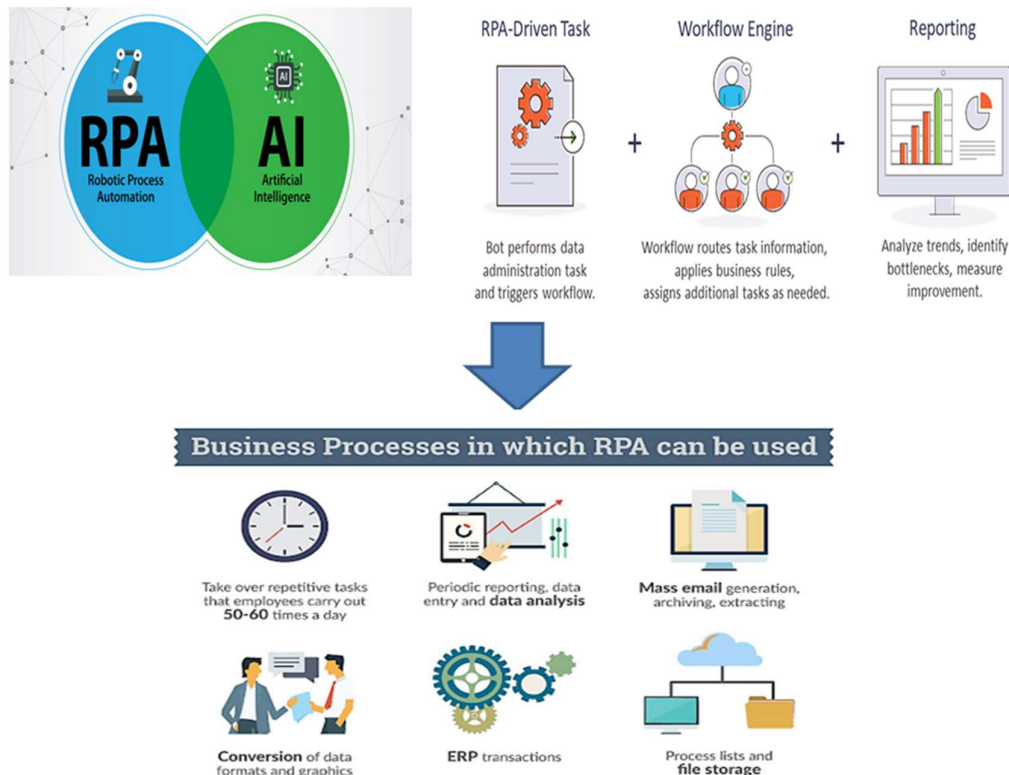 RPA
Robotic Process
Automation
AI
AI
Artificial
Intelligence
RPA-Driven Task
Bot performs data
administration task
and triggers workflow.
+
Workflow Engine
Workflow routes task information,
applies business rules,
assigns additional tasks as needed.
+
Reporting
Analyze trends, identify
bottlenecks, measure
improvement.
Business Processes in which RPA can be used
Take over repetitive tasks
that employees carry out
50-60 times a day
Periodic reporting, data
entry and data analysis
Mass email generation,
archiving, extracting
Conversion of data
formats and graphics
ERP transactions
Process lists and
file storage